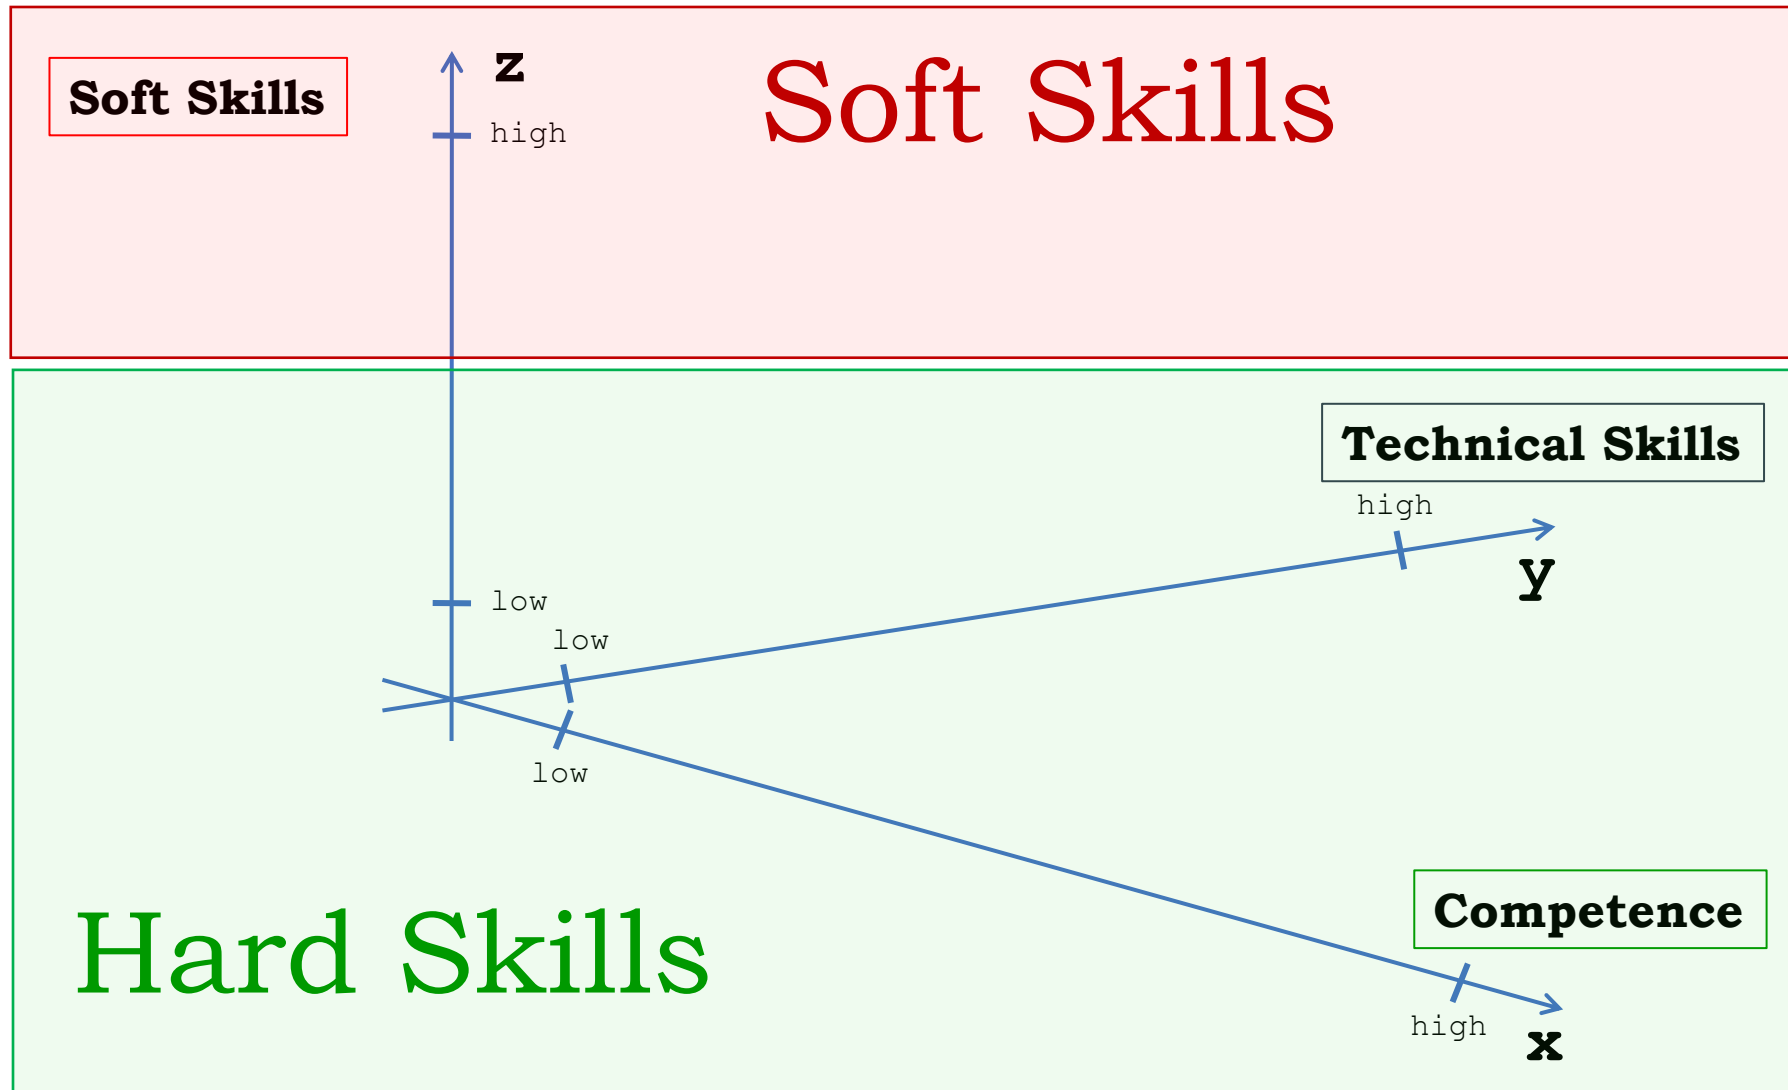 Soft Skills
z
Soft Skills
high
Technical Skills
high
y
low
low
low
Competence
Hard Skills
high
x